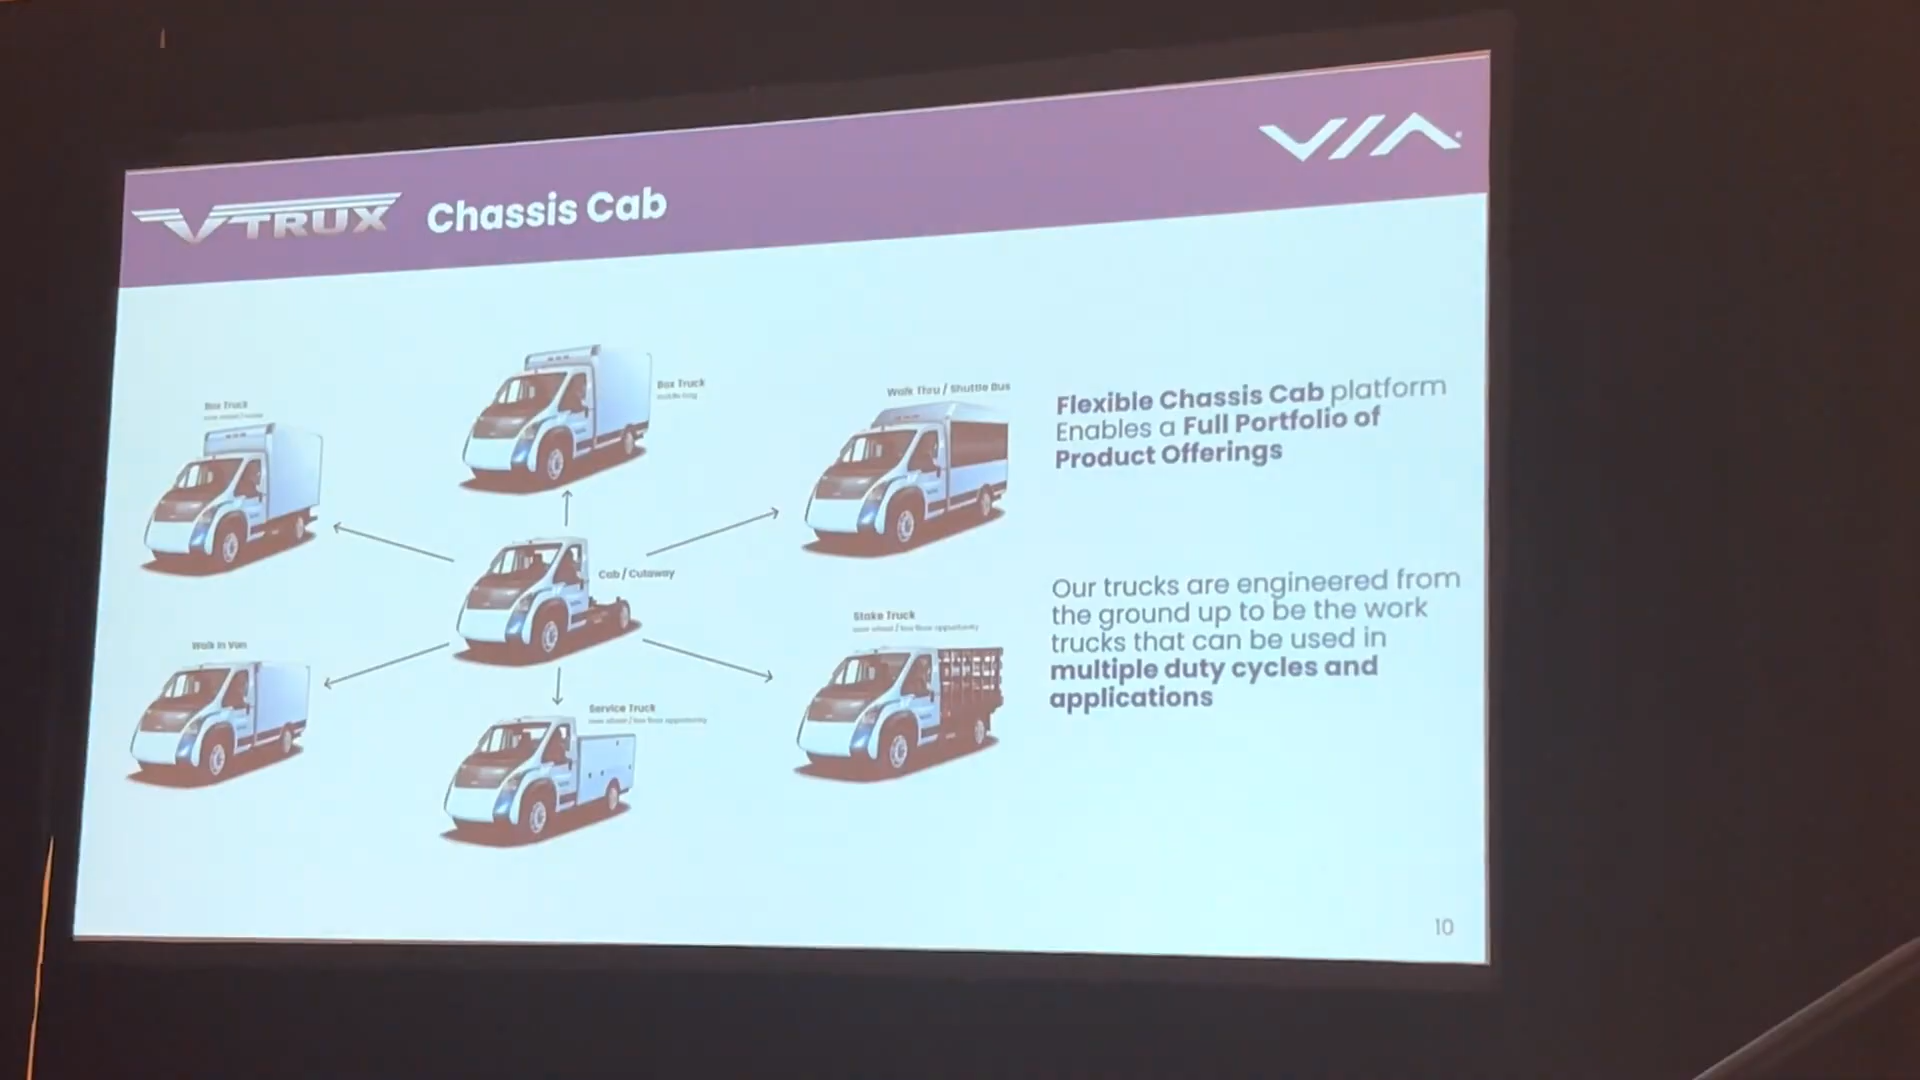 VTRUX Chassis Cab
VIA
Box Truck
Box Truck
Walk Thru / Shuttle Bus
Cab / Cutaway
Walk In Van
Service Truck
Stake Truck
Flexible Chassis Cab platform
Enables a Full Portfolio of
Product Offerings
Our trucks are engineered from
the ground up to be the work
trucks that can be used in
multiple duty cycles and
applications
10